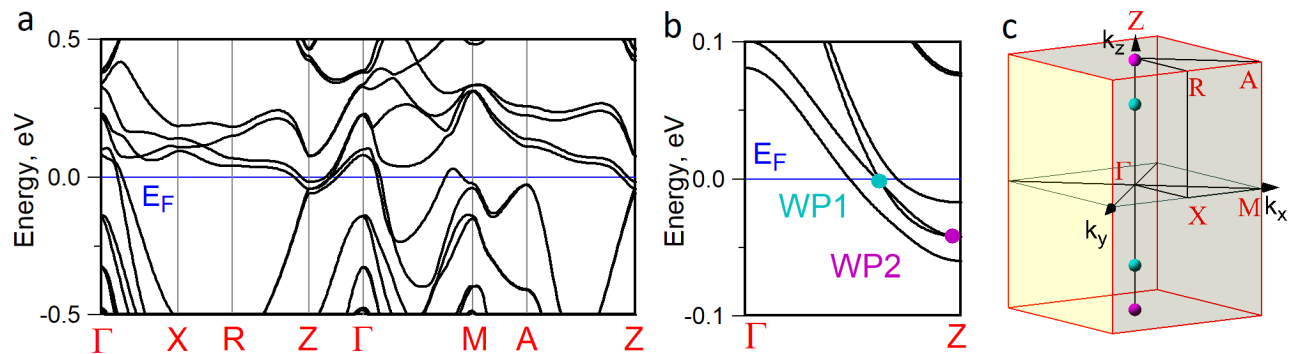 a
Energy, eV
0.5
0.0
-0.5
E_F
Γ X R Z Γ M A Z
b
Energy, eV
0.1
0.0
-0.1
E_F
WP1
WP2
Γ Z
c
Z
k_z
R
A
Γ
X
M
k_x
k_y